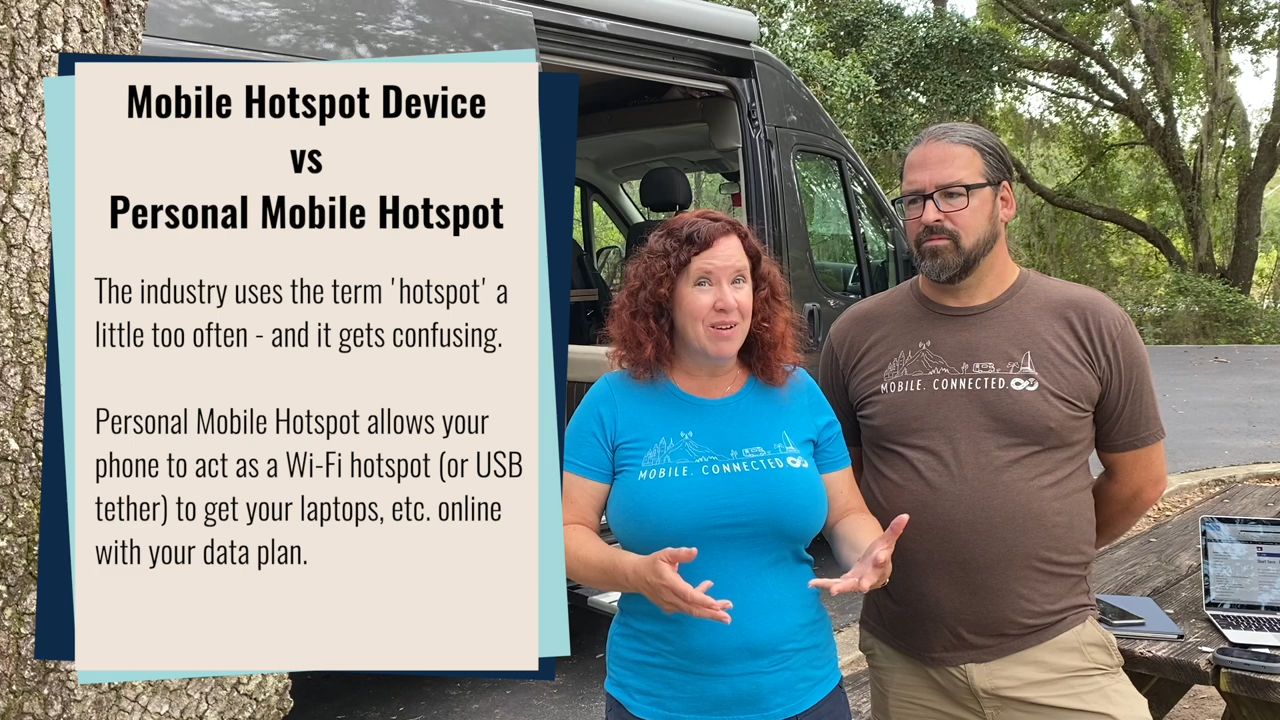 Mobile Hotspot Device
vs
Personal Mobile Hotspot
The industry uses the term 'hotspot' a
little too often - and it gets confusing.
Personal Mobile Hotspot allows your
phone to act as a Wi-Fi hotspot (or USB
tether) to get your laptops, etc. online
with your data plan.
MOBILE. CONNECTED.
MOBILE. CONNECTED.